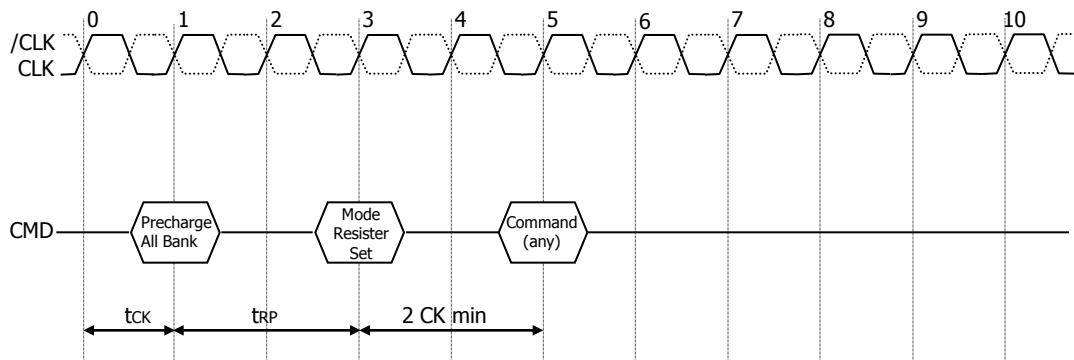 0 1 2 3 4 5 6 7 8 9 10
/CLK
CLK
CMD
Precharge
All Bank
Mode
Resister
Set
Command
(any)
tCK
tRP
2 CK min